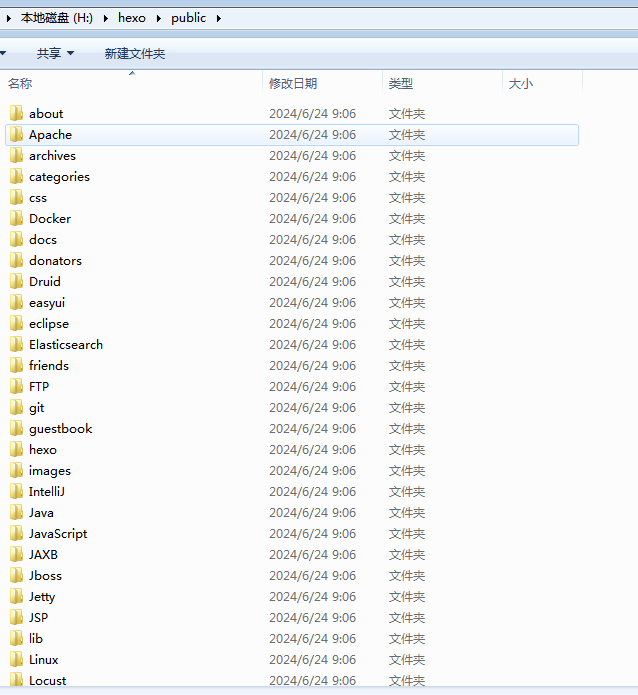 本地磁盘 (H:) hexo public
共享 新建文件夹
名称 修改日期 类型 大小
about 2024/6/24 9:06 文件夹
Apache 2024/6/24 9:06 文件夹
archives 2024/6/24 9:06 文件夹
categories 2024/6/24 9:06 文件夹
css 2024/6/24 9:06 文件夹
Docker 2024/6/24 9:06 文件夹
docs 2024/6/24 9:06 文件夹
donators 2024/6/24 9:06 文件夹
Druid 2024/6/24 9:06 文件夹
easyui 2024/6/24 9:06 文件夹
eclipse 2024/6/24 9:06 文件夹
Elasticsearch 2024/6/24 9:06 文件夹
friends 2024/6/24 9:06 文件夹
FTP 2024/6/24 9:06 文件夹
git 2024/6/24 9:06 文件夹
guestbook 2024/6/24 9:06 文件夹
hexo 2024/6/24 9:06 文件夹
images 2024/6/24 9:06 文件夹
IntelliJ 2024/6/24 9:06 文件夹
Java 2024/6/24 9:06 文件夹
JavaScript 2024/6/24 9:06 文件夹
JAXB 2024/6/24 9:06 文件夹
Jboss 2024/6/24 9:06 文件夹
Jetty 2024/6/24 9:06 文件夹
JSP 2024/6/24 9:06 文件夹
lib 2024/6/24 9:06 文件夹
Linux 2024/6/24 9:06 文件夹
Locust 2024/6/24 9:06 文件夹